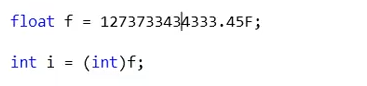 float f = 1273733434333.45F;
int i = (int)f;